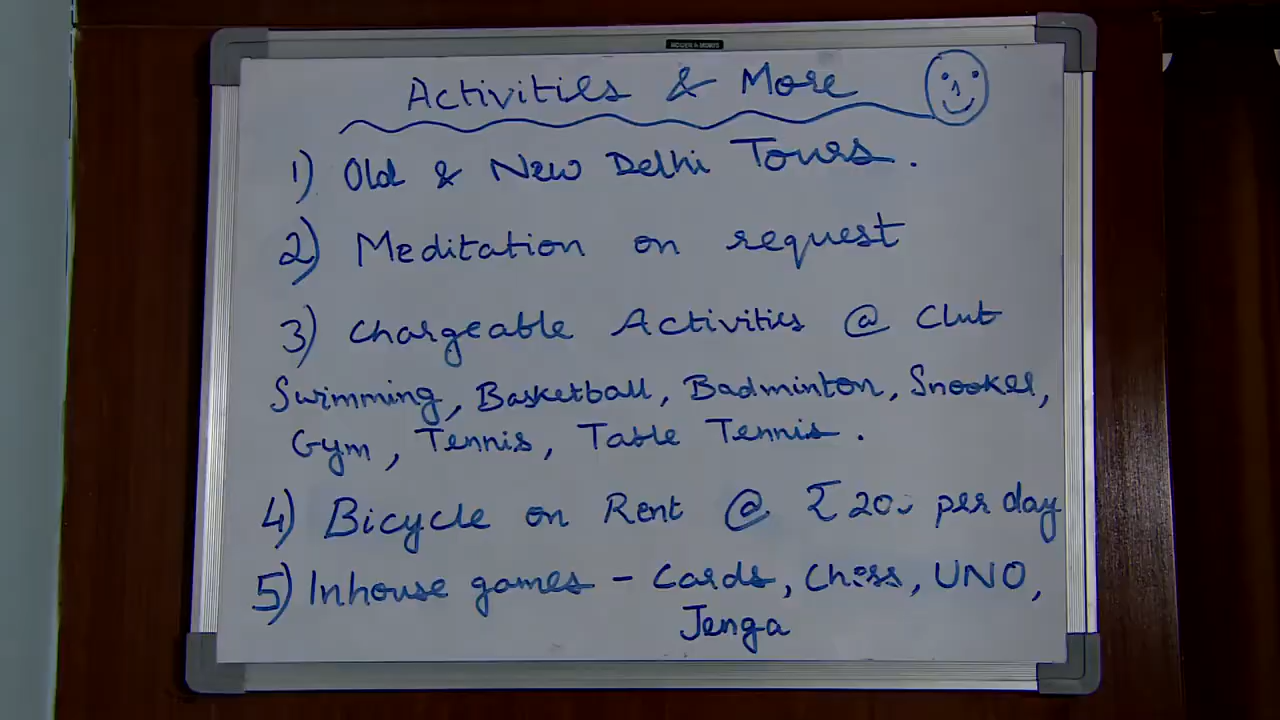 Activities & More
1) Old & New Delhi Tours.
2) Meditation on request
3) Chargeable Activities @ Club
Swimming, Basketball, Badminton, Snooker,
Gym, Tennis, Table Tennis.
4) Bicycle on Rent @ ₹ 200 per day
5) Inhouse games - Cards, Chess, UNO,
Jenga